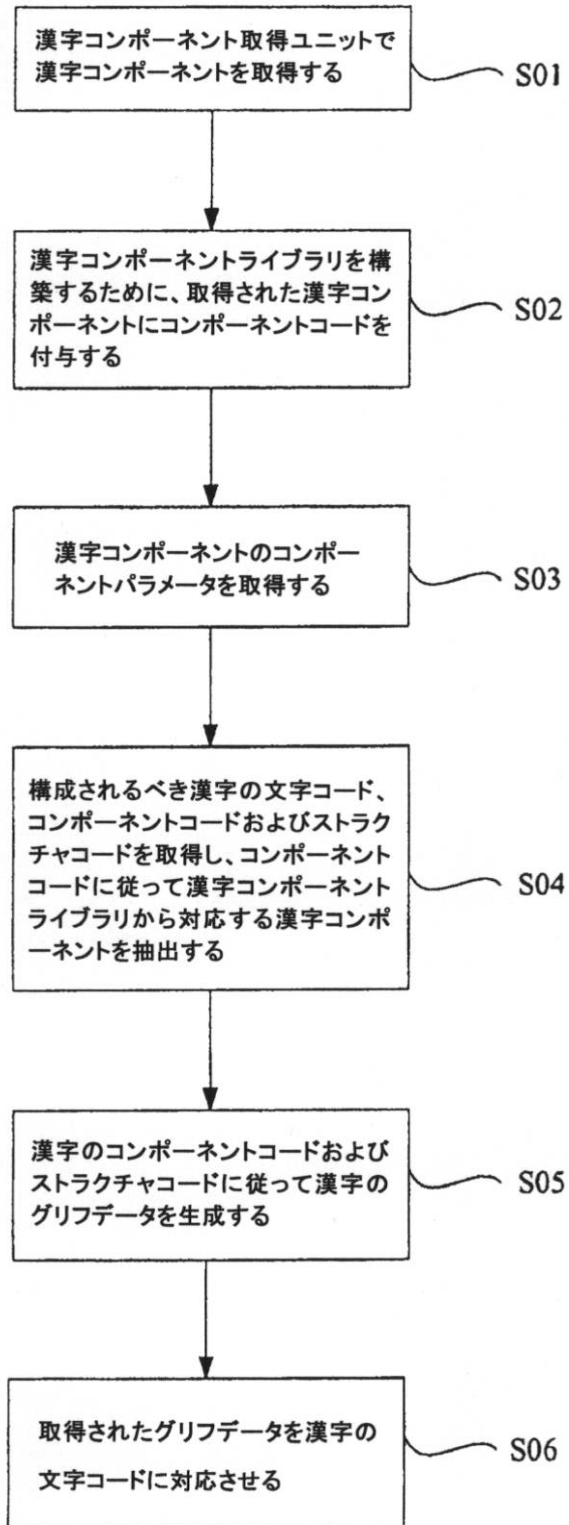 漢字コンポーネント取得ユニットで
漢字コンポーネントを取得する
S01
漢字コンポーネントライブラリを構
築するために、取得された漢字コン
ポーネントにコンポーネントコードを
付与する
S02
漢字コンポーネントのコンポー
ネントパラメータを取得する
S03
構成されるべき漢字の文字コード、
コンポーネントコードおよびストラク
チャコードを取得し、コンポーネント
コードに従って漢字コンポーネント
ライブラリから対応する漢字コンポ
ーネントを抽出する
S04
漢字のコンポーネントコードおよび
ストラクチャコードに従って漢字の
グリフデータを生成する
S05
取得されたグリフデータを漢字の
文字コードに対応させる
S06